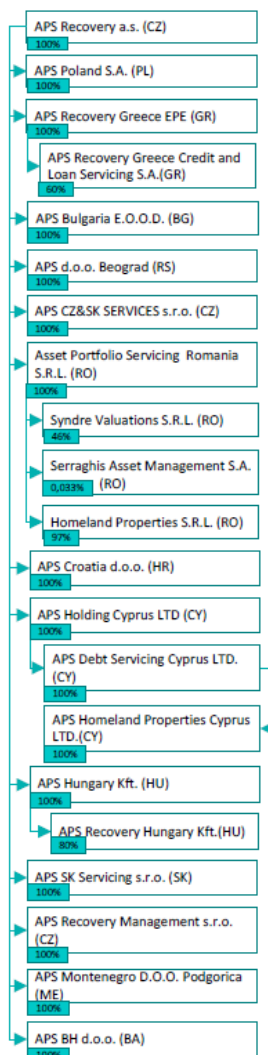 APS Recovery a.s. (CZ)
100%
APS Poland S.A. (PL)
100%
APS Recovery Greece EPE (GR)
100%
APS Recovery Greece Credit and
Loan Servicing S.A.(GR)
60%
APS Bulgaria E.O.O.D. (BG)
100%
APS d.o.o. Beograd (RS)
100%
APS CZ&SK SERVICES s.r.o. (CZ)
100%
Asset Portfolio Servicing Romania
S.R.L. (RO)
100%
Syndre Valuations S.R.L. (RO)
46%
Serraghis Asset Management S.A.
(RO)
0,033%
Homeland Properties S.R.L. (RO)
97%
APS Croatia d.o.o. (HR)
100%
APS Holding Cyprus LTD (CY)
100%
APS Debt Servicing Cyprus LTD.
(CY)
100%
APS Homeland Properties Cyprus
LTD.(CY)
100%
APS Hungary Kft. (HU)
100%
APS Recovery Hungary Kft.(HU)
80%
APS SK Servicing s.r.o. (SK)
100%
APS Recovery Management s.r.o.
(CZ)
100%
APS Montenegro D.O.O. Podgorica
(ME)
100%
APS BH d.o.o. (BA)
100%